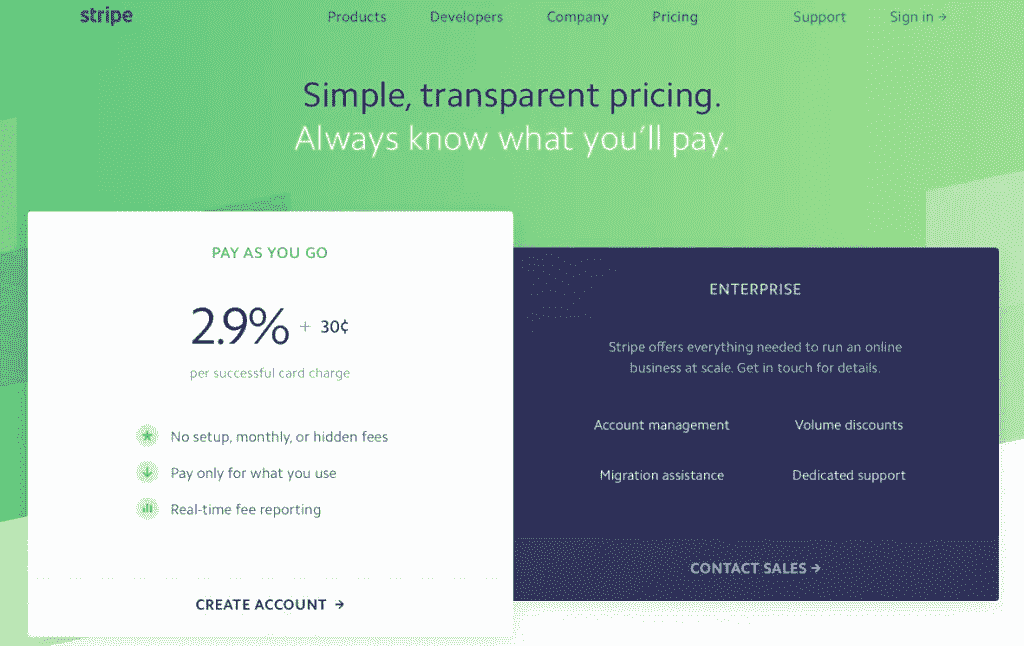 stripe Products Developers Company Pricing Support Sign in →
Simple, transparent pricing.
Always know what you'll pay.
PAY AS YOU GO
2.9% + 30¢
per successful card charge
No setup, monthly, or hidden fees
Pay only for what you use
Real-time fee reporting
CREATE ACCOUNT →
ENTERPRISE
Stripe offers everything needed to run an online
business at scale. Get in touch for details.
Account management Volume discounts
Migration assistance Dedicated support
CONTACT SALES →